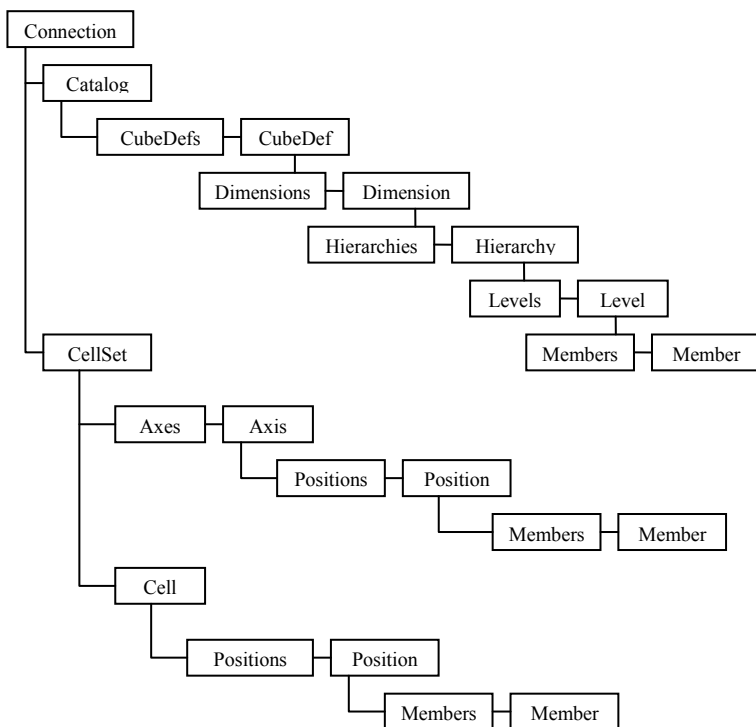 Connection
Catalog
CubeDefs CubeDef
Dimensions Dimension
Hierarchies Hierarchy
Levels Level
CellSet
Members Member
Axes Axis
Positions Position
Members Member
Cell
Positions Position
Members Member